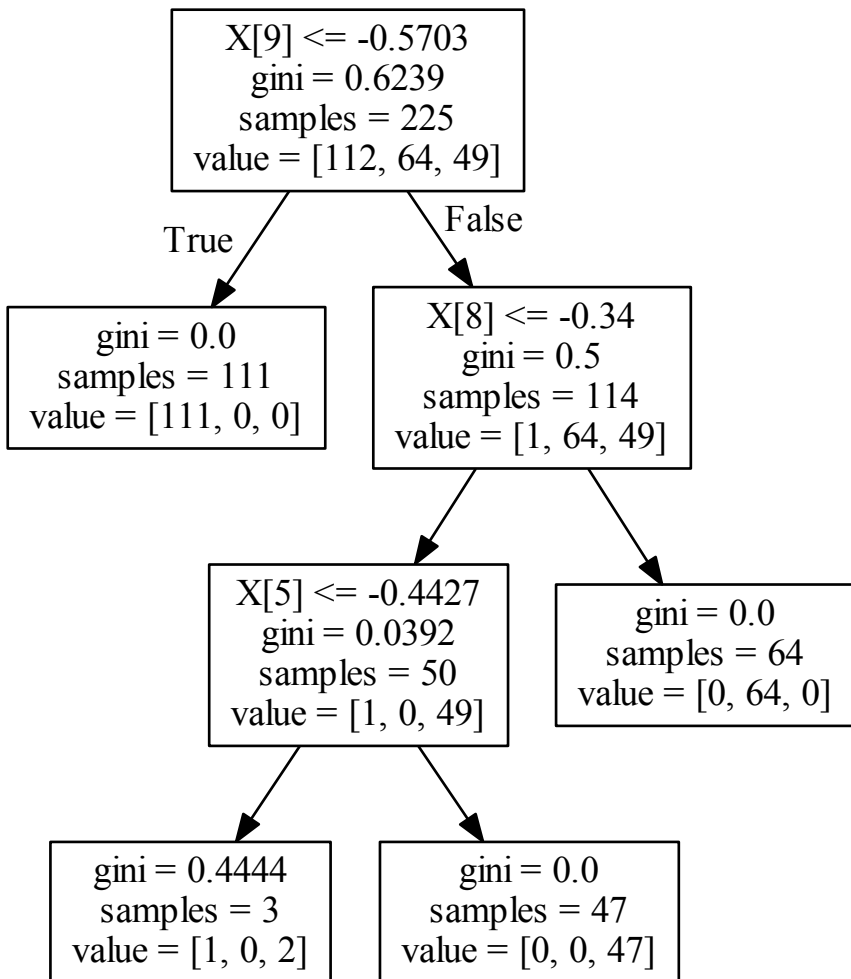 X[9] <= -0.5703
gini = 0.6239
samples = 225
value = [112, 64, 49]
True
False
gini = 0.0
samples = 111
value = [111, 0, 0]
X[8] <= -0.34
gini = 0.5
samples = 114
value = [1, 64, 49]
X[5] <= -0.4427
gini = 0.0392
samples = 50
value = [1, 0, 49]
gini = 0.0
samples = 64
value = [0, 64, 0]
gini = 0.4444
samples = 3
value = [1, 0, 2]
gini = 0.0
samples = 47
value = [0, 0, 47]